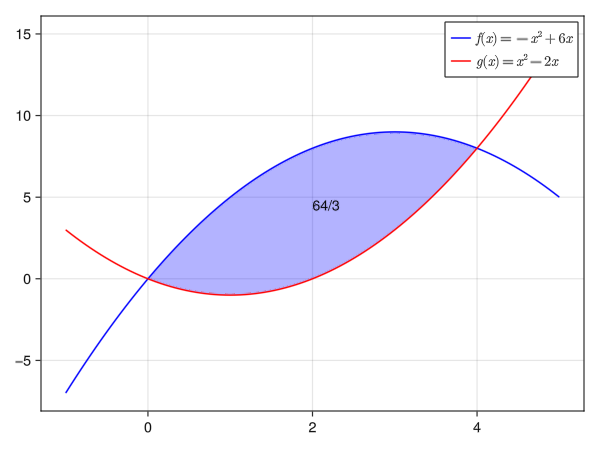 15
10
5
0
−5
0 2 4
f(x) = −x² + 6x
g(x) = x² − 2x
64/3